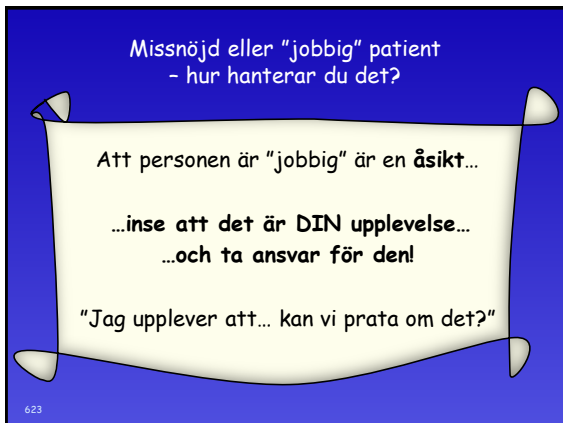 Missnöjd eller ”jobbig” patient
– hur hanterar du det?
Att personen är ”jobbig” är en åsikt…
…inse att det är DIN upplevelse…
…och ta ansvar för den!
”Jag upplever att… kan vi prata om det?”
623